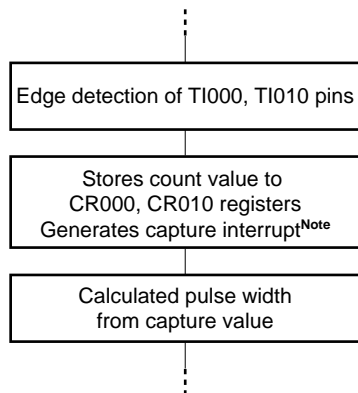 Edge detection of TI000, TI010 pins
Stores count value to
CR000, CR010 registers
Generates capture interruptNote
Calculated pulse width
from capture value